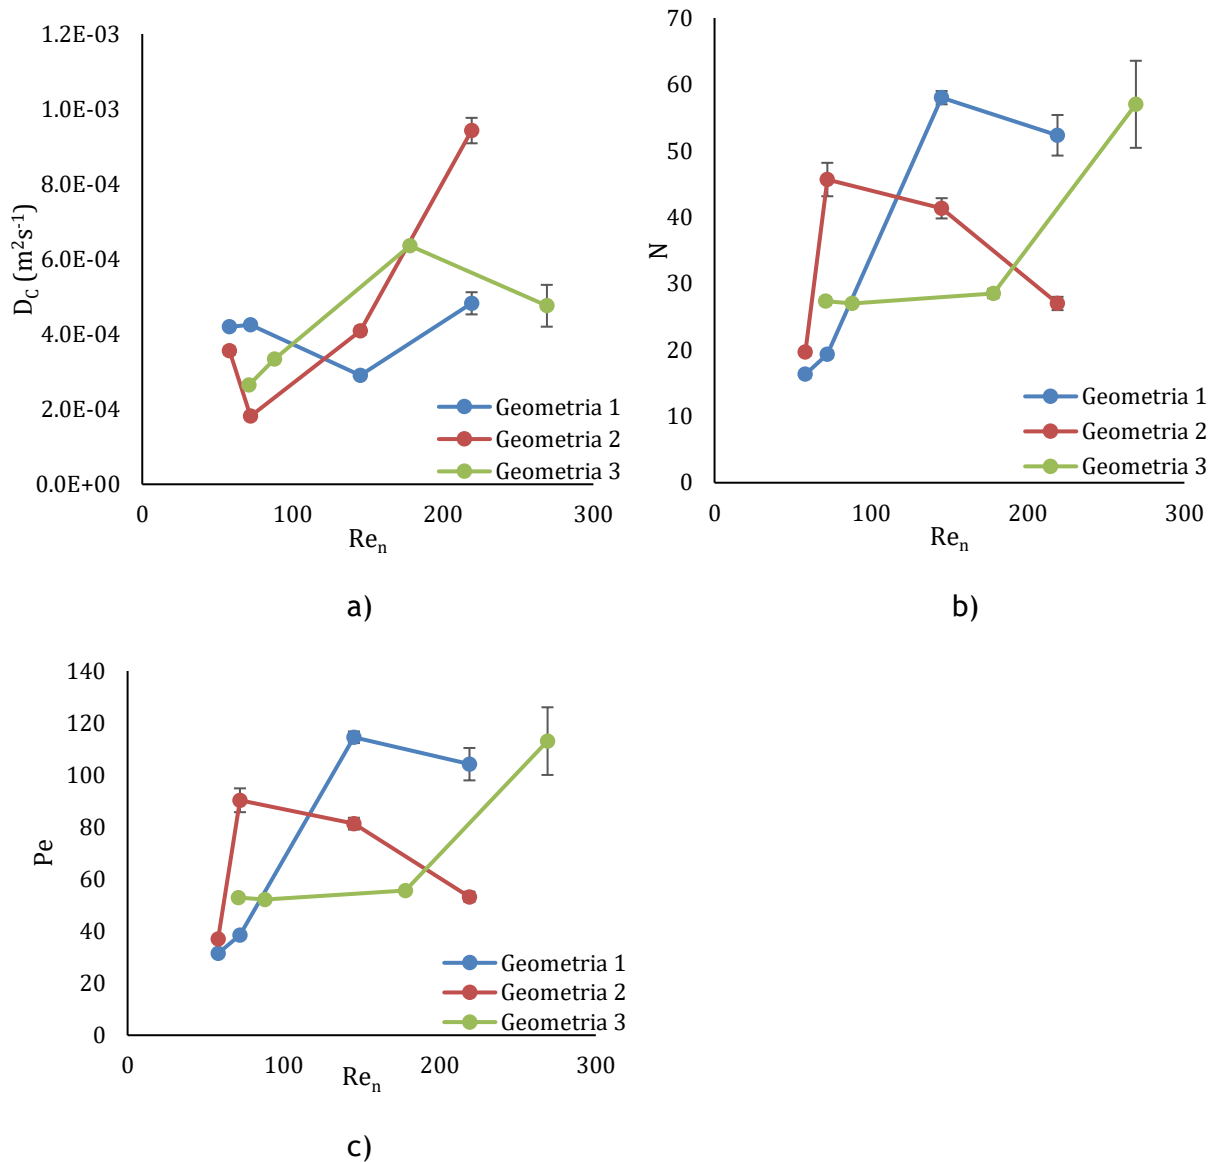 1.2E-03
1.0E-03
8.0E-04
6.0E-04
4.0E-04
2.0E-04
0.0E+00
D_C (m²s⁻¹)
0 100 200 300
Re_n
Geometria 1
Geometria 2
Geometria 3
a)
70
60
50
40
30
20
10
0
N
0 100 200 300
Re_n
Geometria 1
Geometria 2
Geometria 3
b)
140
120
100
80
60
40
20
0
Pe
0 100 200 300
Re_n
Geometria 1
Geometria 2
Geometria 3
c)